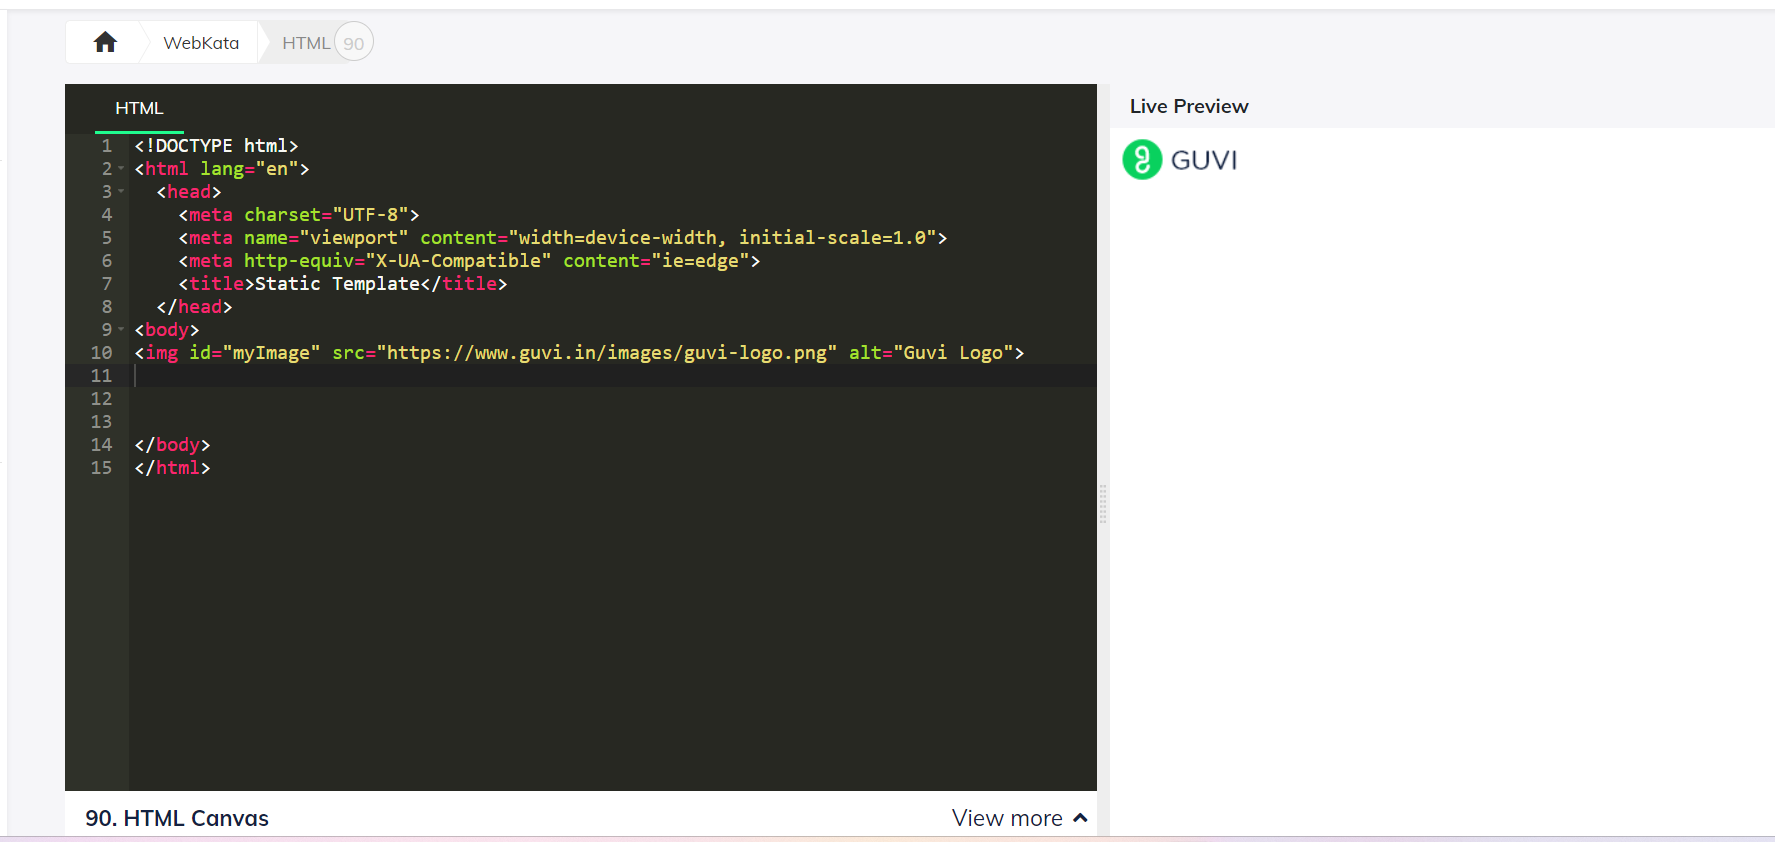 WebKata
HTML 90
HTML
Live Preview
1 <!DOCTYPE html>
2 <html lang="en">
3 <head>
4 <meta charset="UTF-8">
5 <meta name="viewport" content="width=device-width, initial-scale=1.0">
6 <meta http-equiv="X-UA-Compatible" content="ie=edge">
7 <title>Static Template</title>
8 </head>
9 <body>
10 <img id="myImage" src="https://www.guvi.in/images/guvi-logo.png" alt="Guvi Logo">
11
12
13
14 </body>
15 </html>
GUVI
90. HTML Canvas
View more